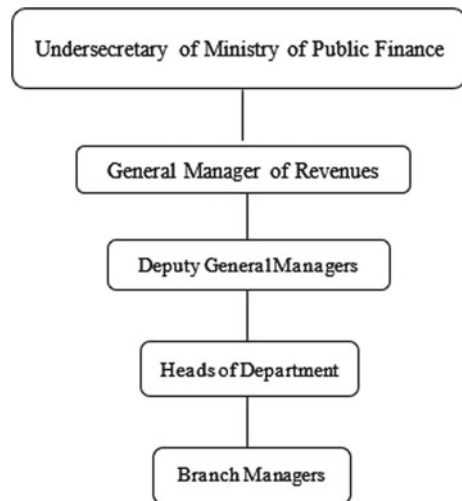 Undersecretary of Ministry of Public Finance
General Manager of Revenues
Deputy General Managers
Heads of Department
Branch Managers